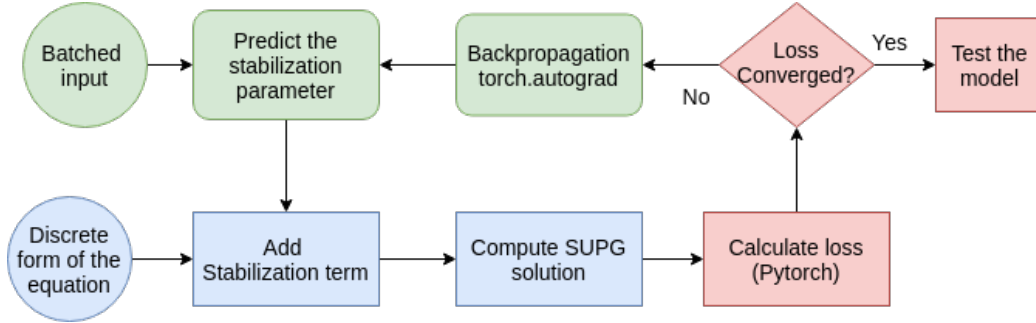 Batched
input
Predict the
stabilization
parameter
Backpropagation
torch.autograd
Loss
Converged?
Yes
No
Test the
model
Discrete
form of the
equation
Add
Stabilization term
Compute SUPG
solution
Calculate loss
(Pytorch)